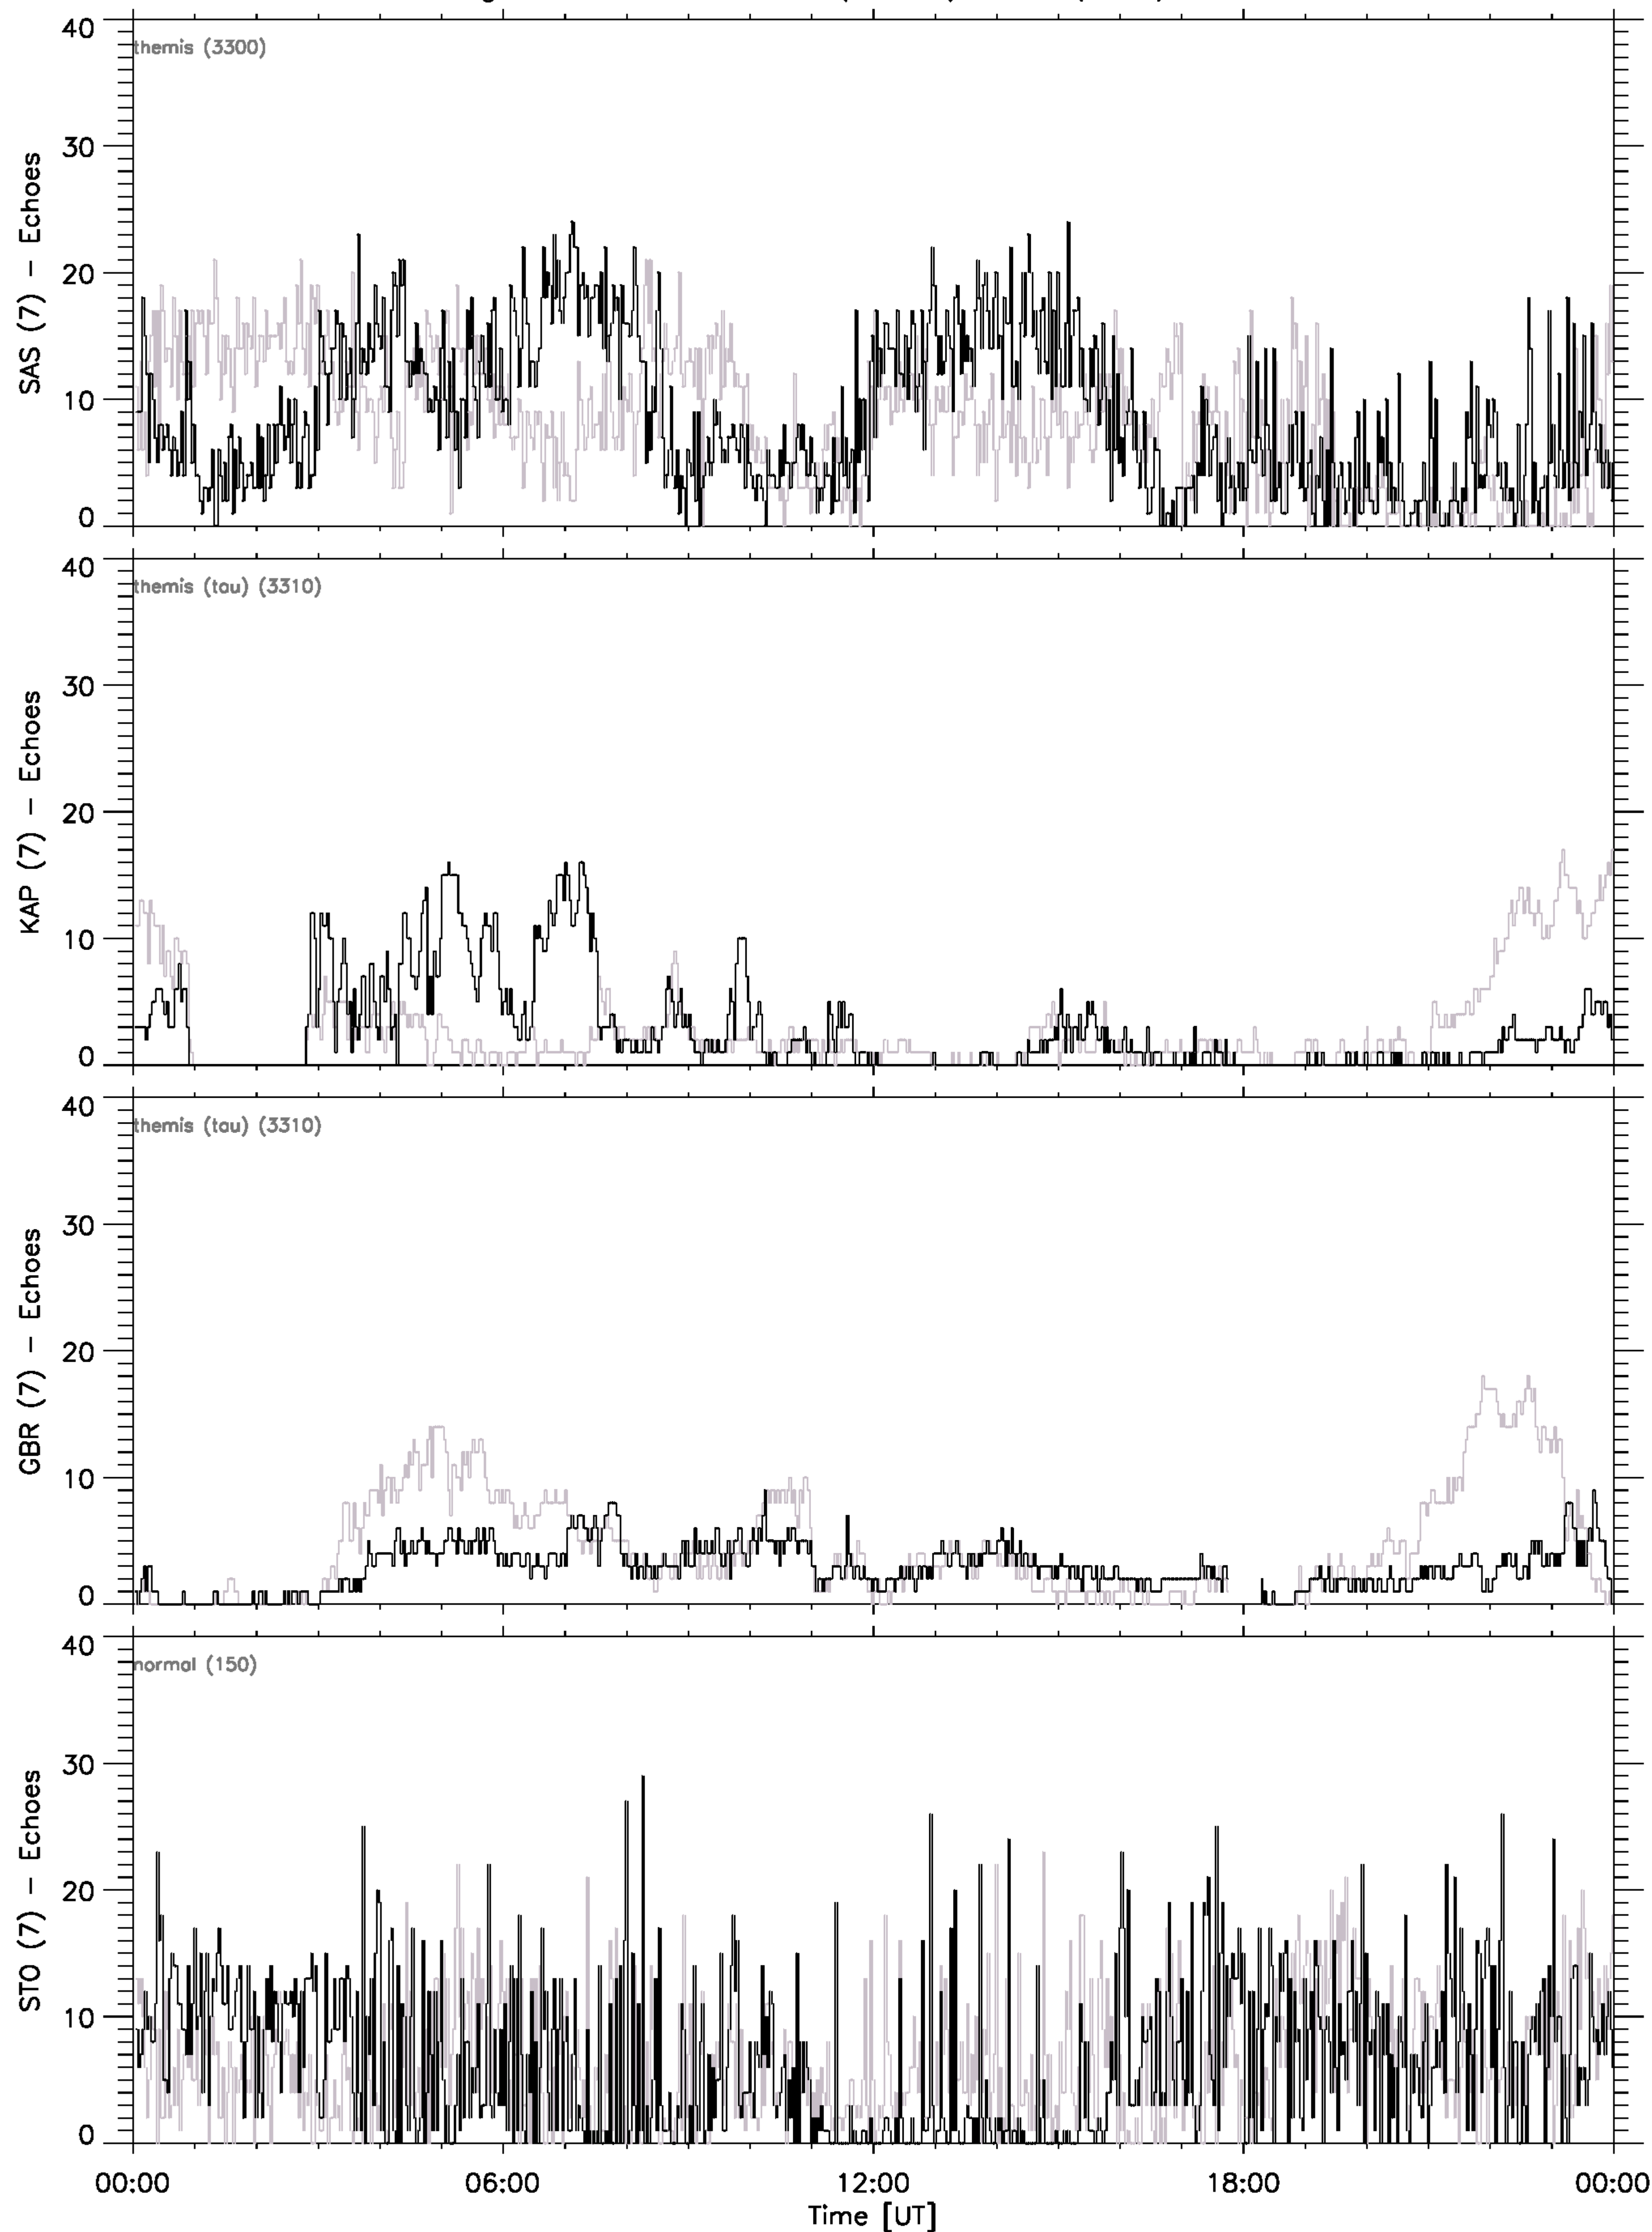 40
themis (3300)
30
SAS (7) – Echoes
20
10
0
40
themis (tau) (3310)
30
KAP (7) – Echoes
20
10
0
40
themis (tau) (3310)
30
GBR (7) – Echoes
20
10
0
40
normal (150)
30
STO (7) – Echoes
20
10
0
00:00 06:00 12:00 18:00 00:00
Time [UT]